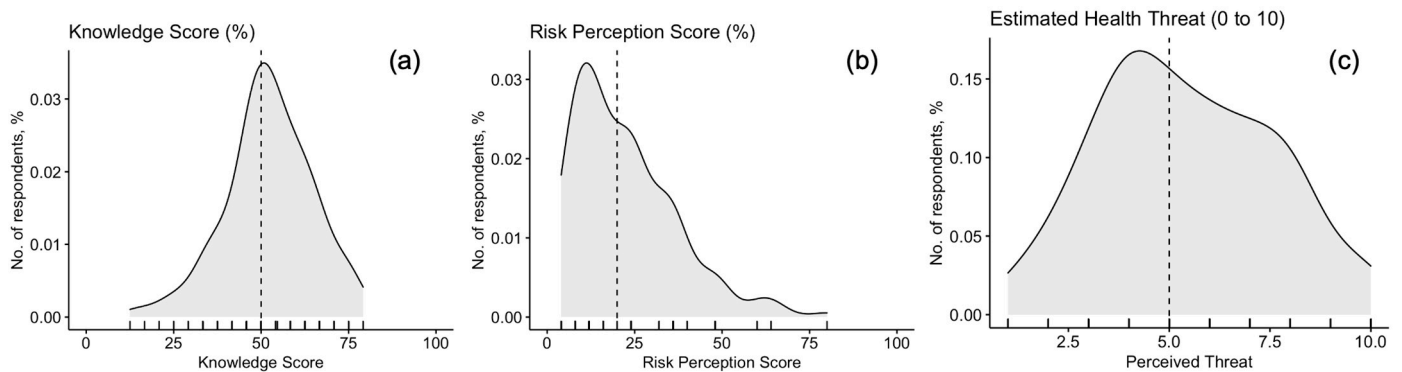 Knowledge Score (%)
(a)
No. of respondents, %
0.03
0.02
0.01
0.00
0 25 50 75 100
Knowledge Score
Risk Perception Score (%)
(b)
No. of respondents, %
0.03
0.02
0.01
0.00
0 25 50 75 100
Risk Perception Score
Estimated Health Threat (0 to 10)
(c)
No. of respondents, %
0.15
0.10
0.05
0.00
2.5 5.0 7.5 10.0
Perceived Threat